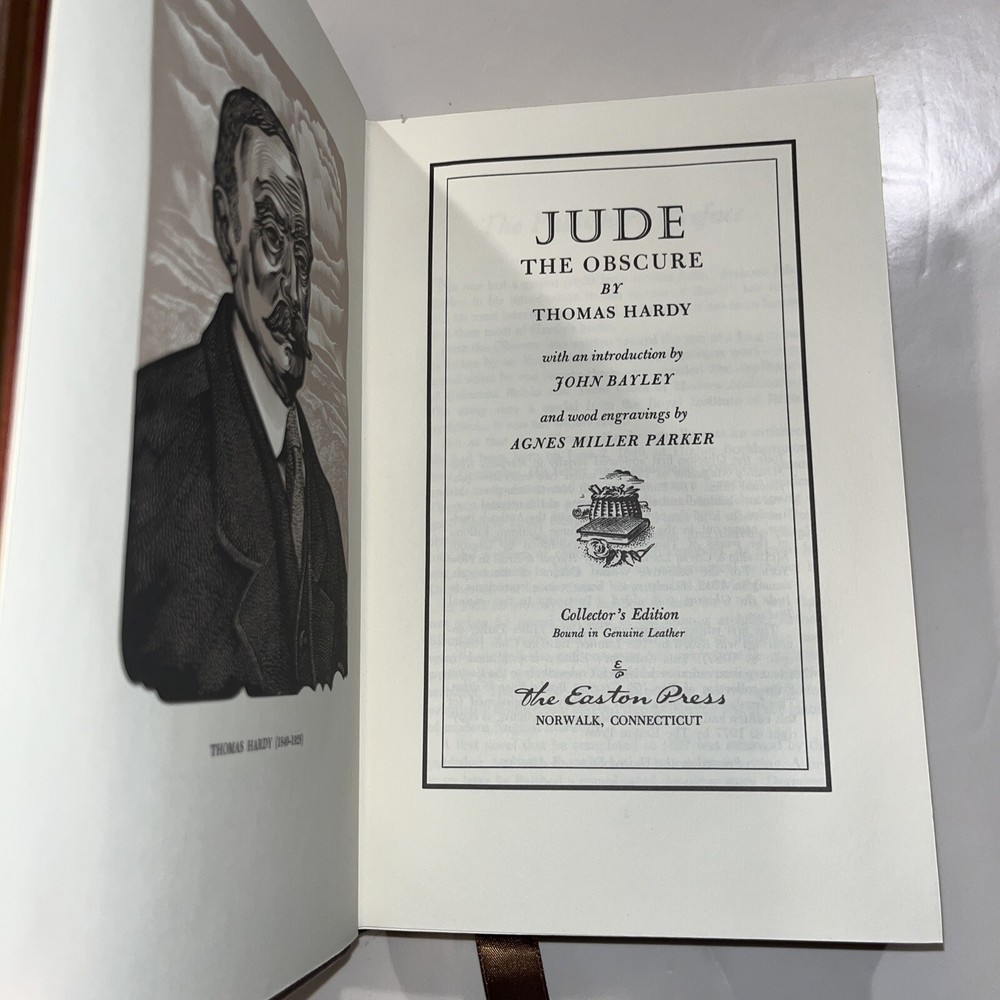 THOMAS HARDY (1840-1928)
JUDE
THE OBSCURE
BY
THOMAS HARDY
with an introduction by
JOHN BAYLEY
and wood engravings by
AGNES MILLER PARKER
Collector's Edition
Bound in Genuine Leather
E
P
The Easton Press
NORWALK, CONNECTICUT